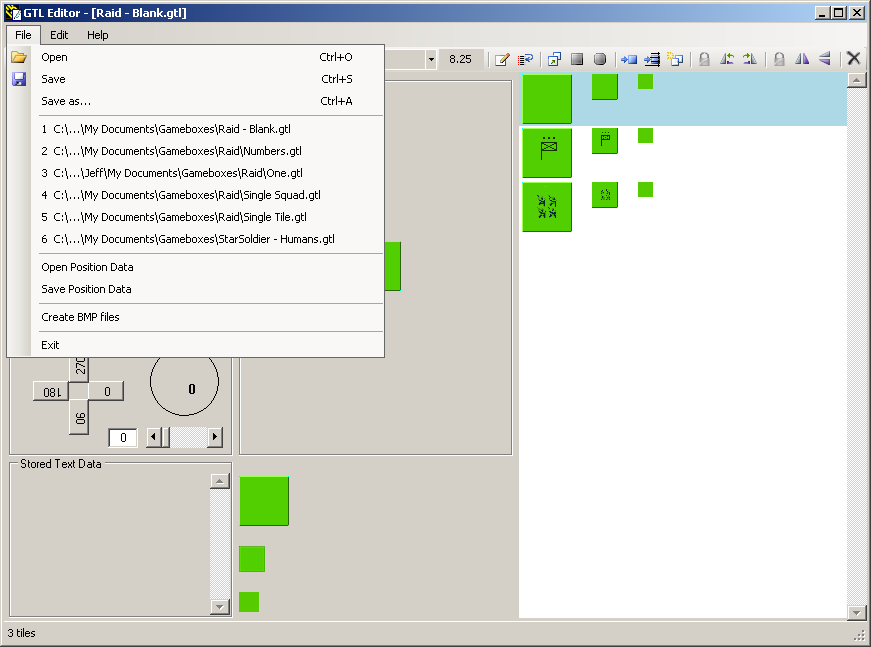 GTL Editor - [Raid - Blank.gtl]
File Edit Help
8.25
Open Ctrl+O
Save Ctrl+S
Save as... Ctrl+A
1 C:\...\My Documents\Gameboxes\Raid - Blank.gtl
2 C:\...\My Documents\Gameboxes\Raid\Numbers.gtl
3 C:\...\Jeff\My Documents\Gameboxes\Raid\One.gtl
4 C:\...\My Documents\Gameboxes\Raid\Single Squad.gtl
5 C:\...\My Documents\Gameboxes\Raid\Single Tile.gtl
6 C:\...\My Documents\Gameboxes\StarSoldier - Humans.gtl
Open Position Data
Save Position Data
Create BMP files
Exit
270
180 0
90
0
0
Stored Text Data
3 tiles